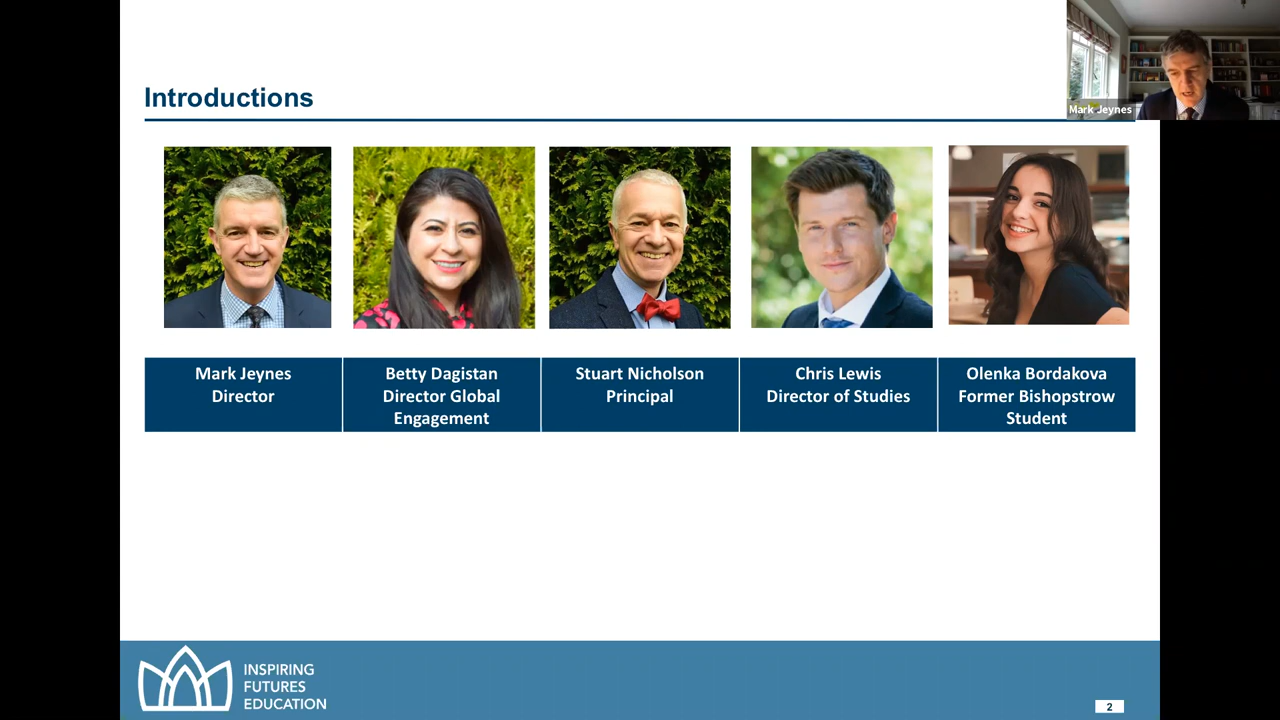 Introductions
Mark Jeynes
Mark Jeynes
Director
Betty Dagistan
Director Global
Engagement
Stuart Nicholson
Principal
Chris Lewis
Director of Studies
Olenka Bordakova
Former Bishopstrow
Student
INSPIRING
FUTURES
EDUCATION
2